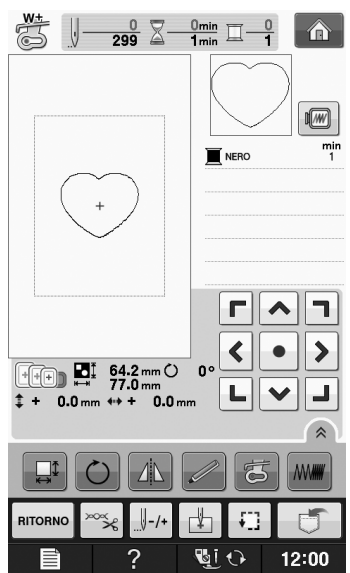 W+
0 0min 0
299 1min 1
min
NERO 1
64.2 mm 0°
77.0 mm
+ 0.0 mm + 0.0 mm
RITORNO -/+
? 12:00